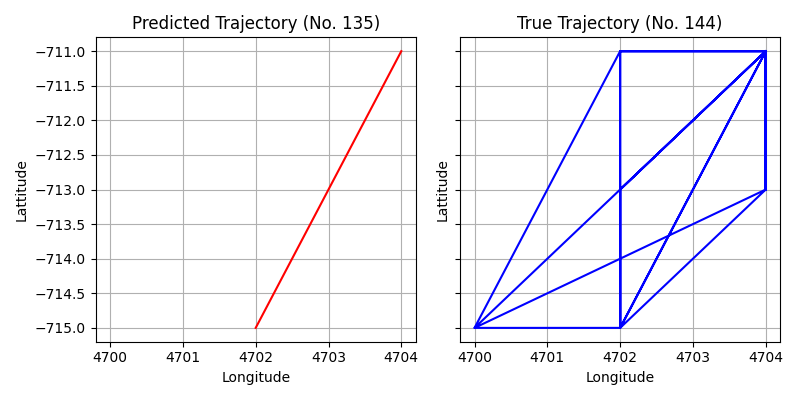 Predicted Trajectory (No. 135)
True Trajectory (No. 144)
Lattitude
−711.0
−711.5
−712.0
−712.5
−713.0
−713.5
−714.0
−714.5
−715.0
4700 4701 4702 4703 4704
Longitude
Lattitude
4700 4701 4702 4703 4704
Longitude